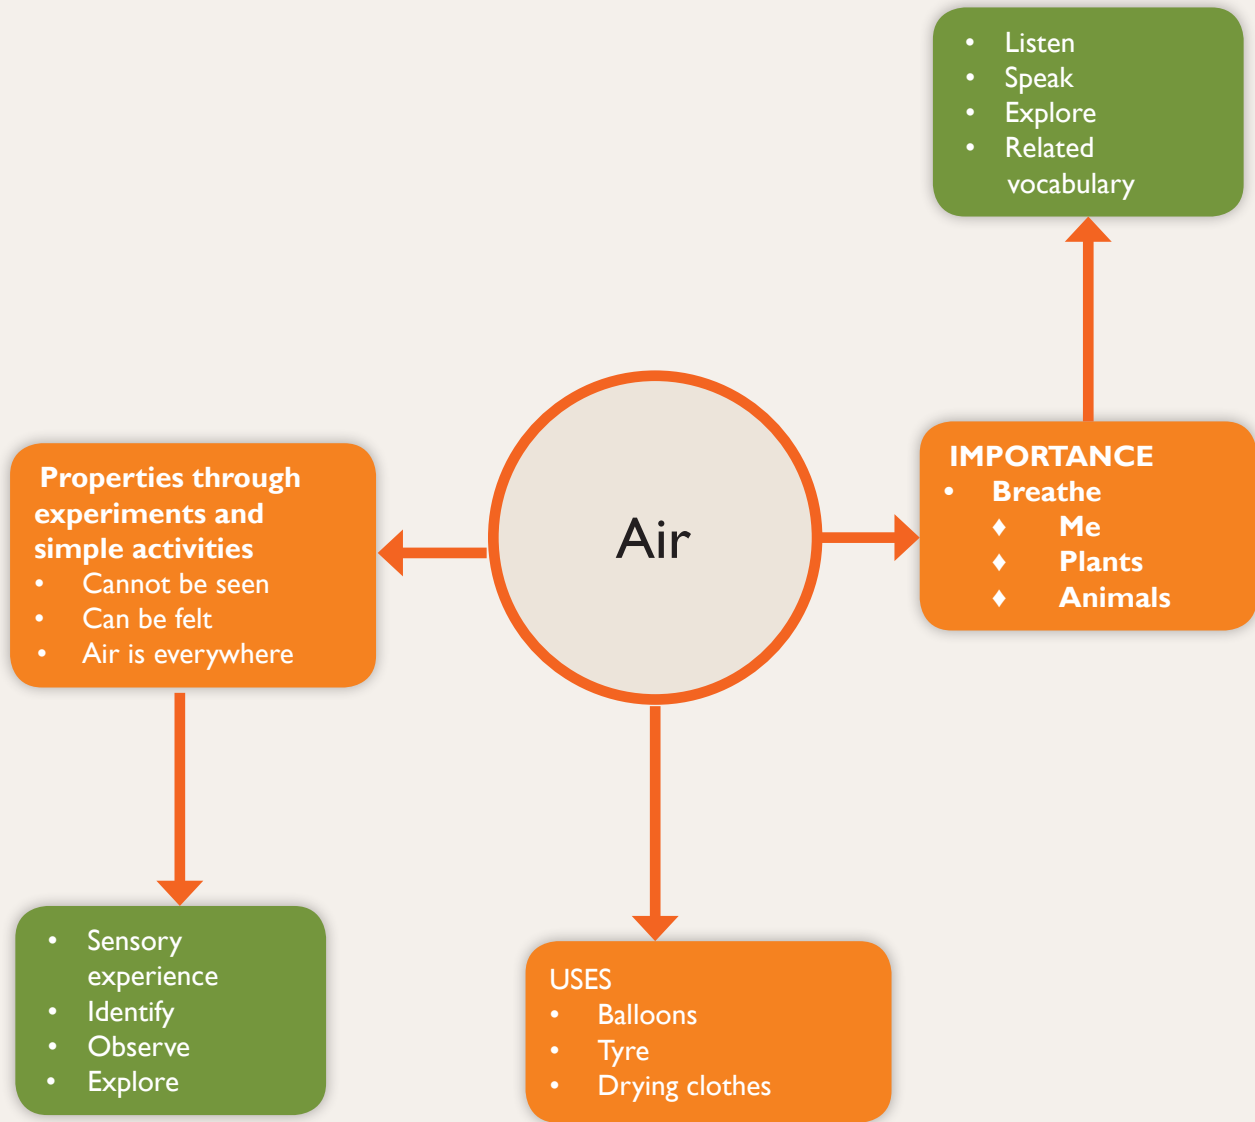 • Listen
• Speak
• Explore
• Related
vocabulary
Air
Properties through
experiments and
simple activities
• Cannot be seen
• Can be felt
• Air is everywhere
IMPORTANCE
• Breathe
♦ Me
♦ Plants
♦ Animals
• Sensory
experience
• Identify
• Observe
• Explore
USES
• Balloons
• Tyre
• Drying clothes